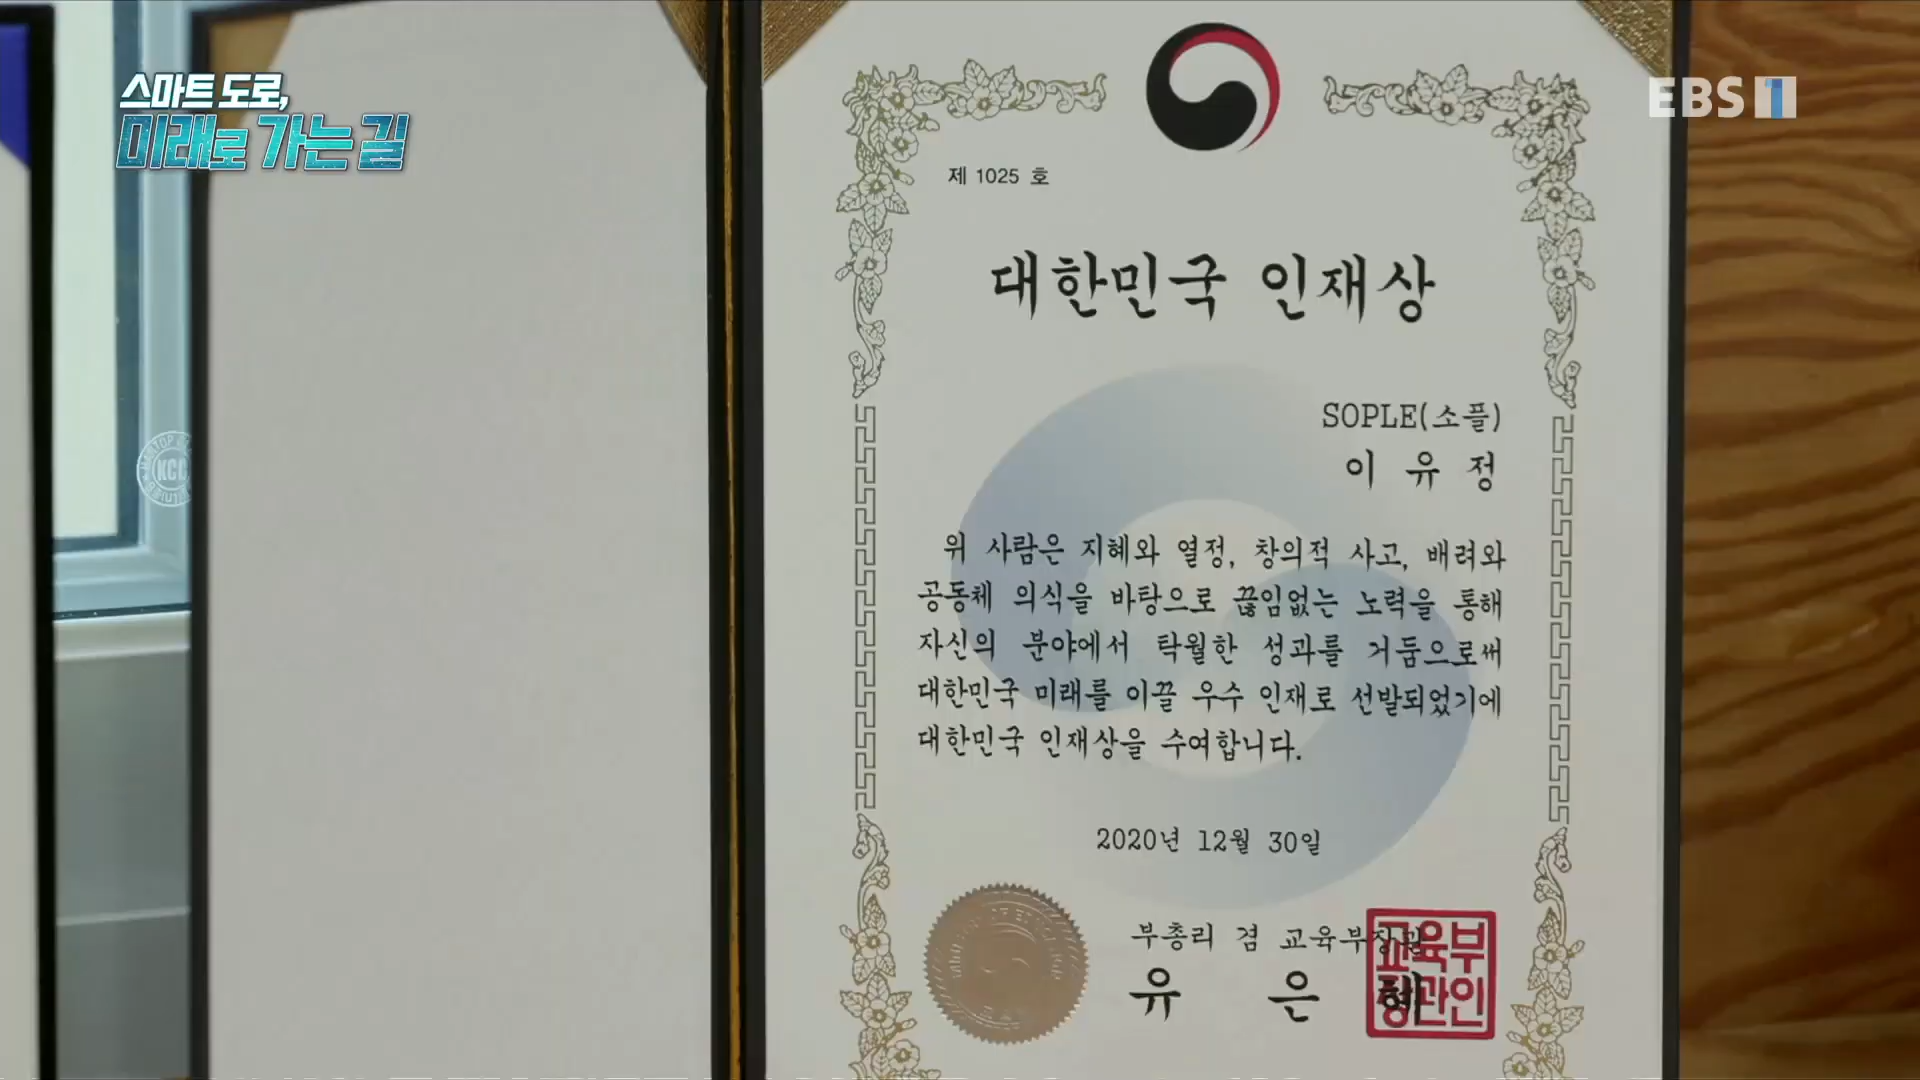 스마트 도로,
미래로 가는 길
EBS 1
제 1025 호
대한민국 인재상
SOPLE(소플)
이 유 정
위 사람은 지혜와 열정, 창의적 사고, 배려와
공동체 의식을 바탕으로 끊임없는 노력을 통해
자신의 분야에서 탁월한 성과를 거둠으로써
대한민국 미래를 이끌 우수 인재로 선발되었기에
대한민국 인재상을 수여합니다.
2020년 12월 30일
부총리 겸 교육부장관
유 은 혜
교육부
장관인
KCC